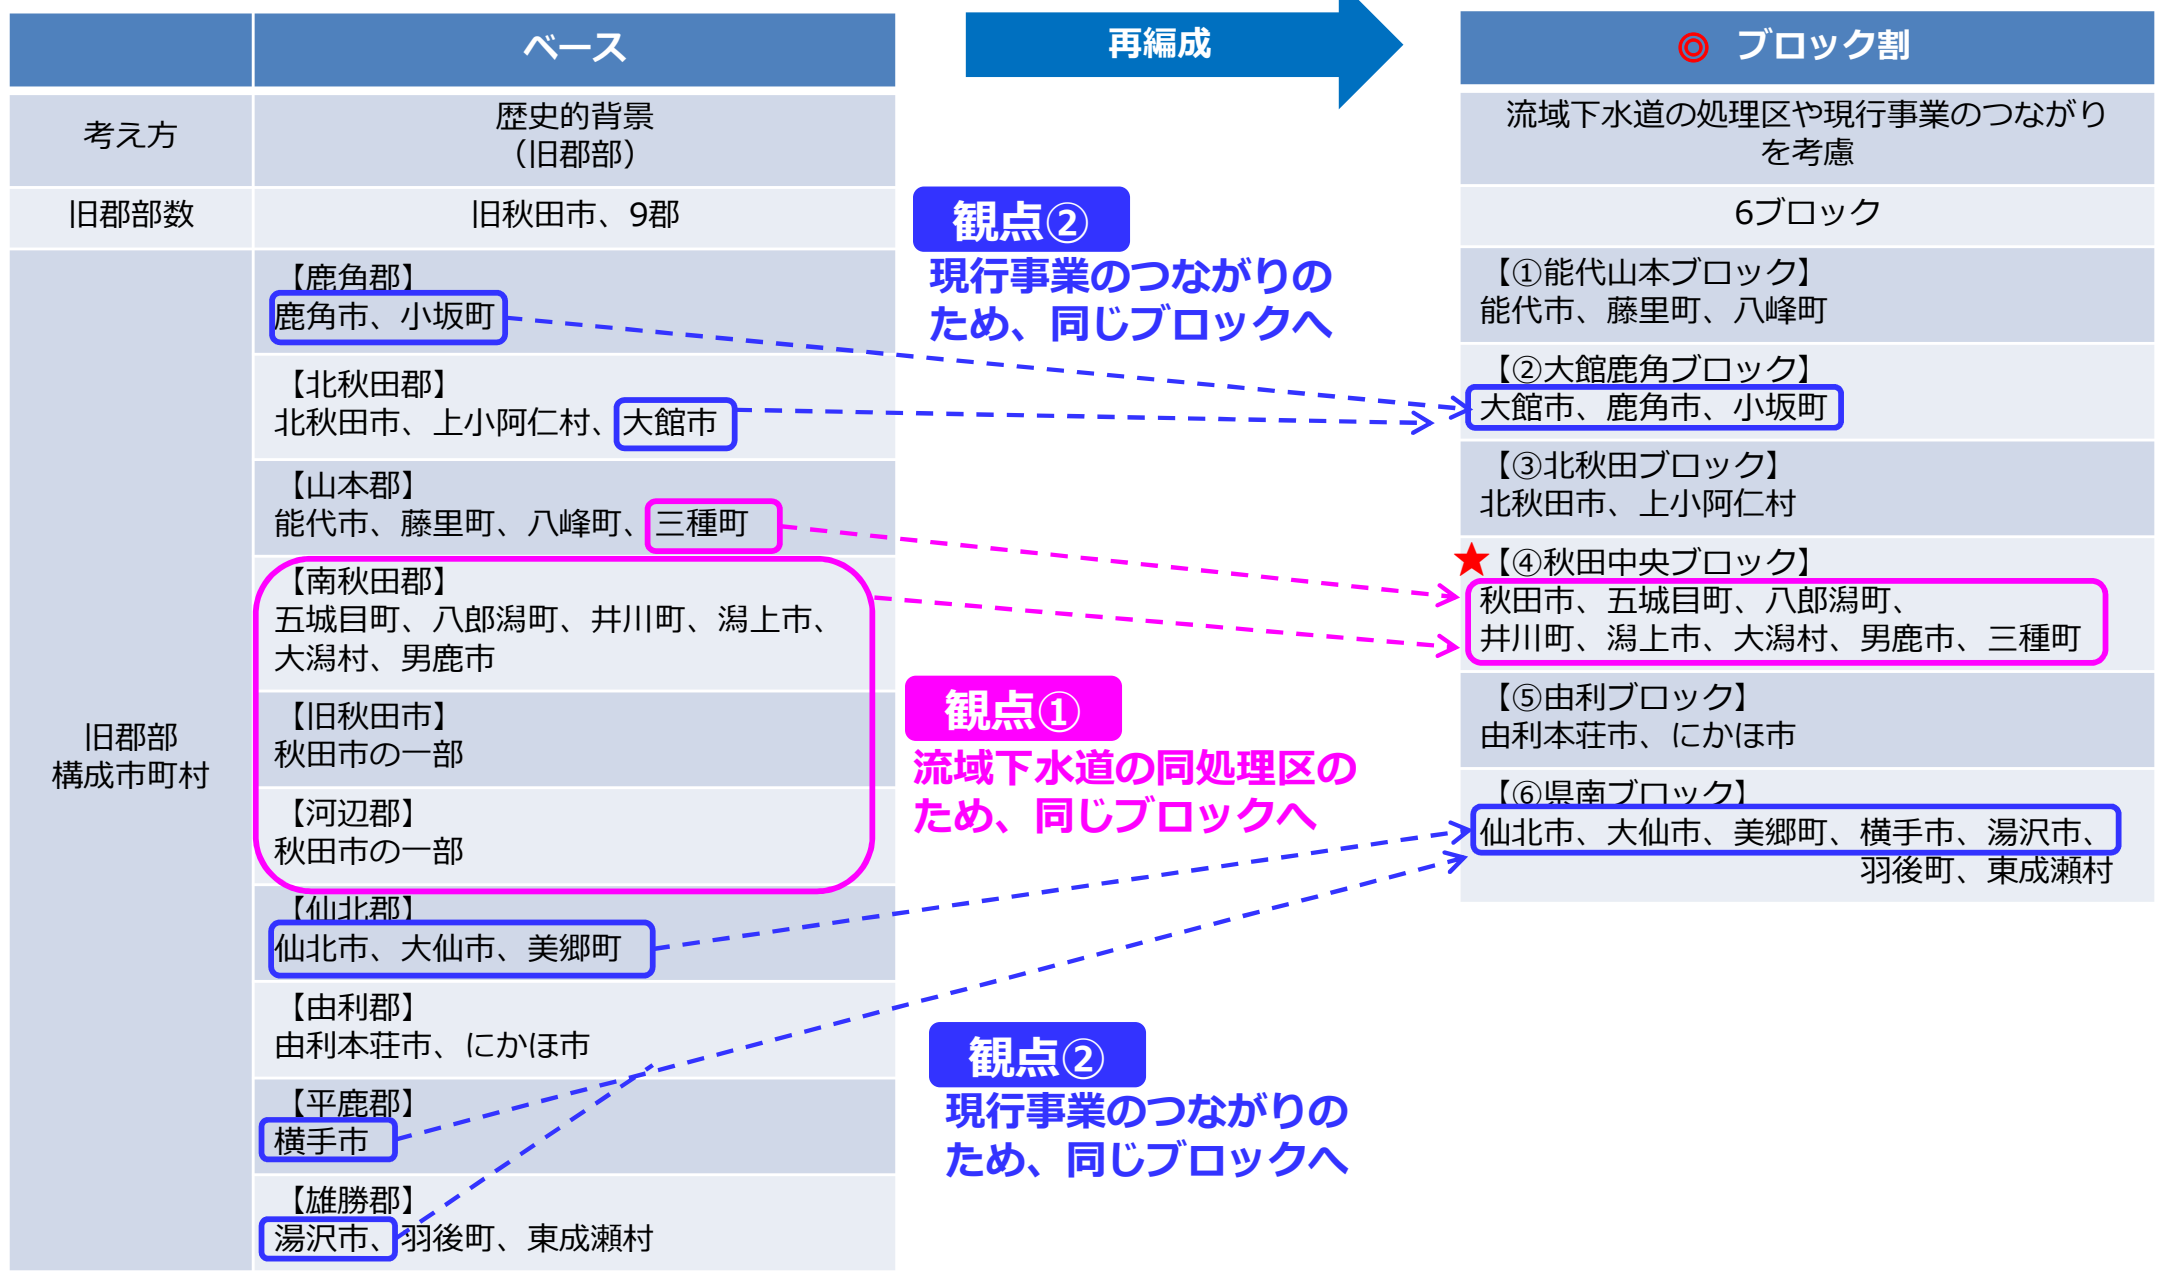 ベース
考え方
歴史的背景
（旧郡部）
旧郡部数
旧秋田市、9郡
旧郡部
構成市町村
【鹿角郡】
鹿角市、小坂町
【北秋田郡】
北秋田市、上小阿仁村、大館市
【山本郡】
能代市、藤里町、八峰町、三種町
【南秋田郡】
五城目町、八郎潟町、井川町、潟上市、
大潟村、男鹿市
【旧秋田市】
秋田市の一部
【河辺郡】
秋田市の一部
【仙北郡】
仙北市、大仙市、美郷町
【由利郡】
由利本荘市、にかほ市
【平鹿郡】
横手市
【雄勝郡】
湯沢市、羽後町、東成瀬村
再編成
観点②
現行事業のつながりの
ため、同じブロックへ
観点①
流域下水道の同処理区の
ため、同じブロックへ
観点②
現行事業のつながりの
ため、同じブロックへ
◎ ブロック割
流域下水道の処理区や現行事業のつながり
を考慮
6ブロック
【①能代山本ブロック】
能代市、藤里町、八峰町
【②大館鹿角ブロック】
大館市、鹿角市、小坂町
【③北秋田ブロック】
北秋田市、上小阿仁村
★【④秋田中央ブロック】
秋田市、五城目町、八郎潟町、
井川町、潟上市、大潟村、男鹿市、三種町
【⑤由利ブロック】
由利本荘市、にかほ市
【⑥県南ブロック】
仙北市、大仙市、美郷町、横手市、湯沢市、
羽後町、東成瀬村